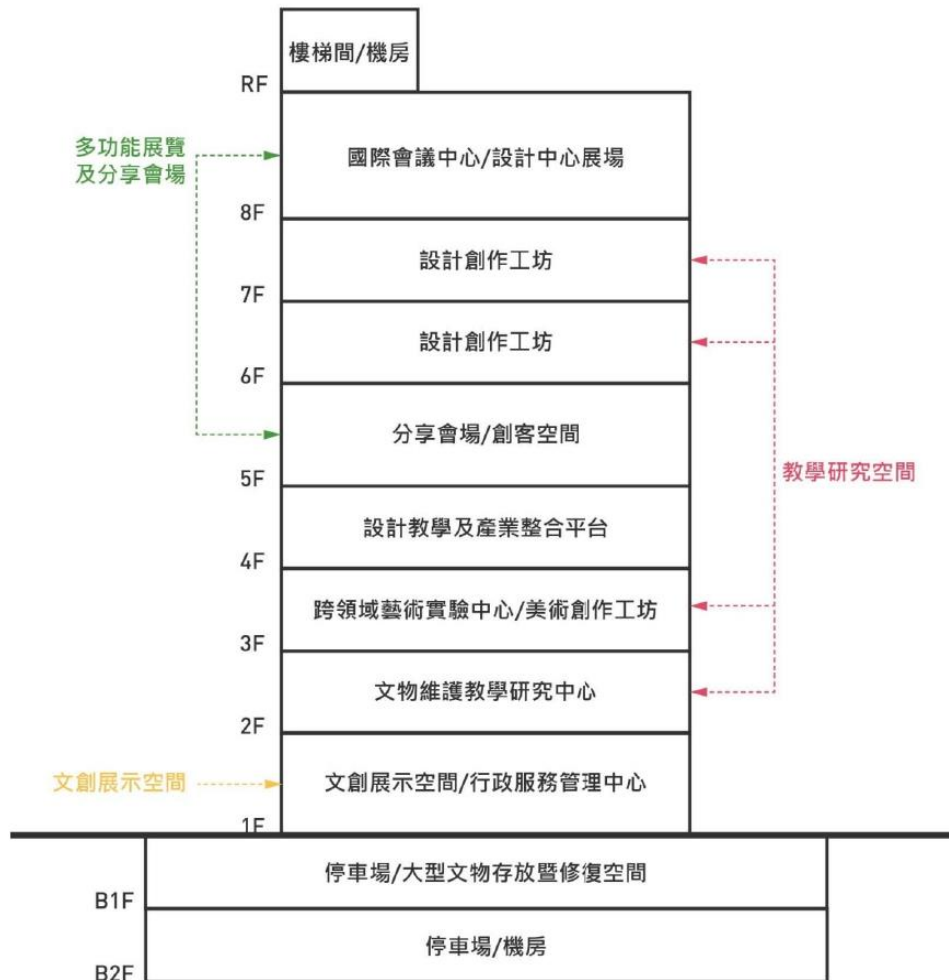 樓梯間/機房
RF
多功能展覽
及分享會場
國際會議中心/設計中心展場
8F
設計創作工坊
7F
設計創作工坊
6F
分享會場/創客空間
5F
教學研究空間
設計教學及產業整合平台
4F
跨領域藝術實驗中心/美術創作工坊
3F
文物維護教學研究中心
2F
文創展示空間
文創展示空間/行政服務管理中心
1F
停車場/大型文物存放暨修復空間
B1F
停車場/機房
B2F